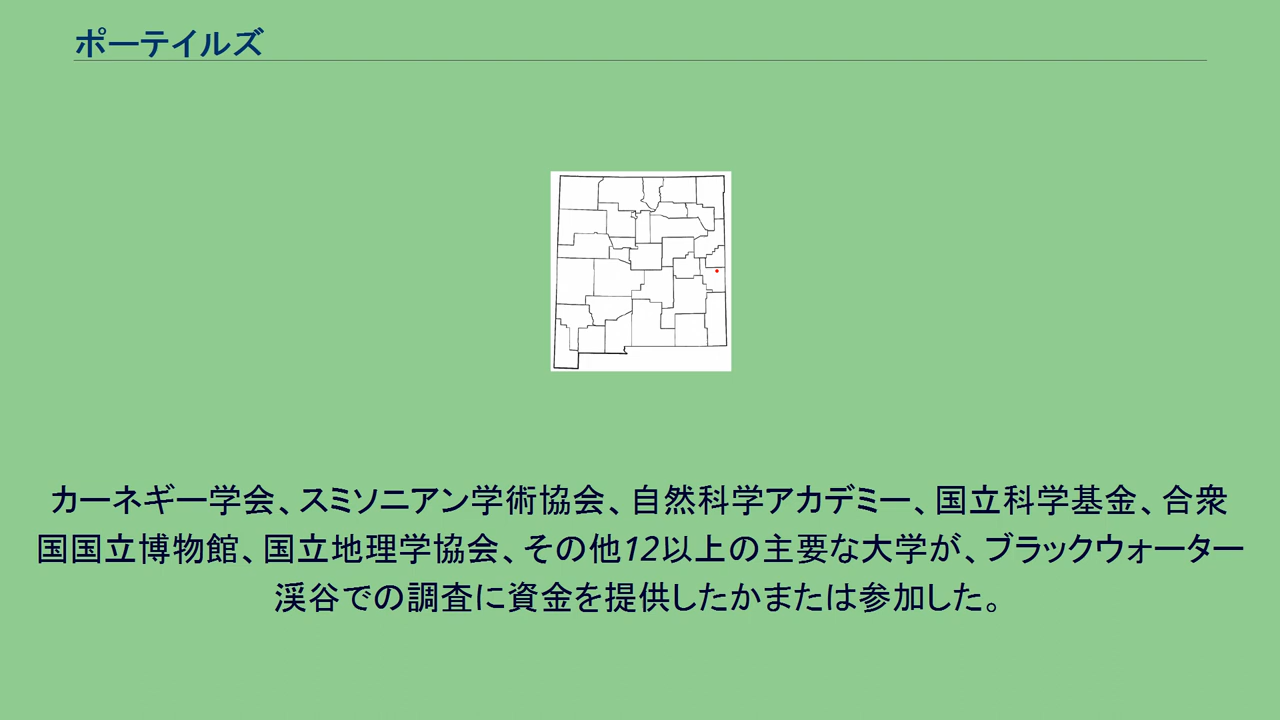 ポーテイルズ
カーネギー学会、スミソニアン学術協会、自然科学アカデミー、国立科学基金、合衆
国国立博物館、国立地理学協会、その他12以上の主要な大学が、ブラックウォーター
渓谷での調査に資金を提供したかまたは参加した。